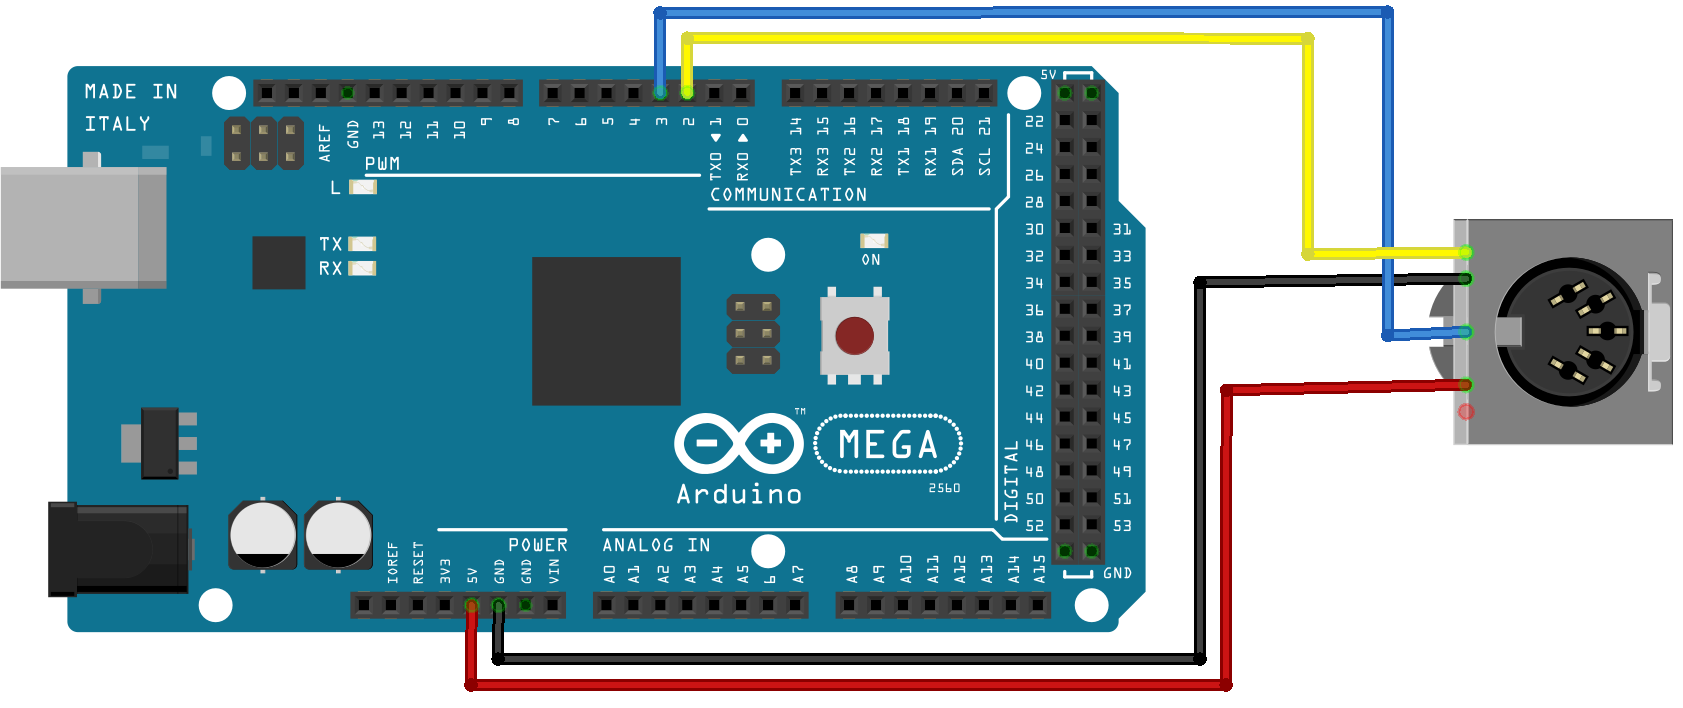 MADE IN
ITALY
AREF
GND
13
12
11
10
9
8
7
6
5
4
3
2
TX0 ▶ 1
RX0 ◀ 0
TX3 14
RX3 15
TX2 16
RX2 17
TX1 18
RX1 19
SDA 20
SCL 21
5V
PWM
COMMUNICATION
L
TX
RX
ON
22
24
26
28
30 31
32 33
34 35
36 37
38 39
40 41
42 43
44 45
46 47
48 49
50 51
52 53
DIGITAL
GND
TM
MEGA
Arduino
2560
POWER
ANALOG IN
IOREF
RESET
3V3
5V
GND
GND
VIN
A0
A1
A2
A3
A4
A5
6
A7
A8
A9
A10
A11
A12
A13
A14
A15